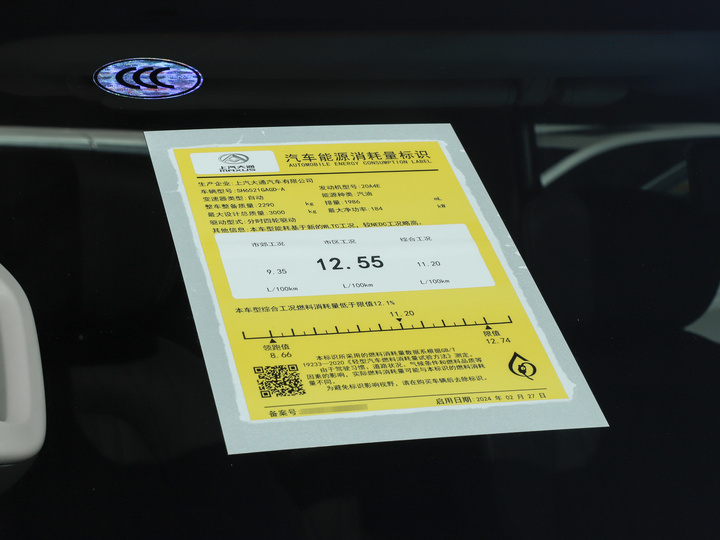 CCC
上汽大通
MAXUS
汽车能源消耗量标识
AUTOMOBILE ENERGY CONSUMPTION LABEL
生产企业:上汽大通汽车有限公司
车辆型号:SH6521GAGD-A 发动机型号:20A4E
变速器类型:自动 能源种类:汽油
整车整备质量:2290 kg 排量:1986 mL
最大设计总质量:3000 kg 最大净功率:184 kW
驱动型式:分时四轮驱动
其他信息:本车型能耗基于新的WLTC工况,较NEDC工况略高。
市郊工况 市区工况 综合工况
9.35 12.55 11.20
L/100km L/100km L/100km
本车型综合工况燃料消耗量低于限值12.1%
11.20
领跑值 限值
8.66 12.74
本标识所采用的燃料消耗量数据系根据GB/T
19233-2020《轻型汽车燃料消耗量试验方法》测定。
由于驾驶习惯、道路状况、气候条件和燃料品质等
因素的影响,实际燃料消耗量可能与本标识的燃料消耗
量不同。
为避免标识影响视野,请在购买车辆后去除标识。
备案号 启用日期:2024 年 02 月 27 日